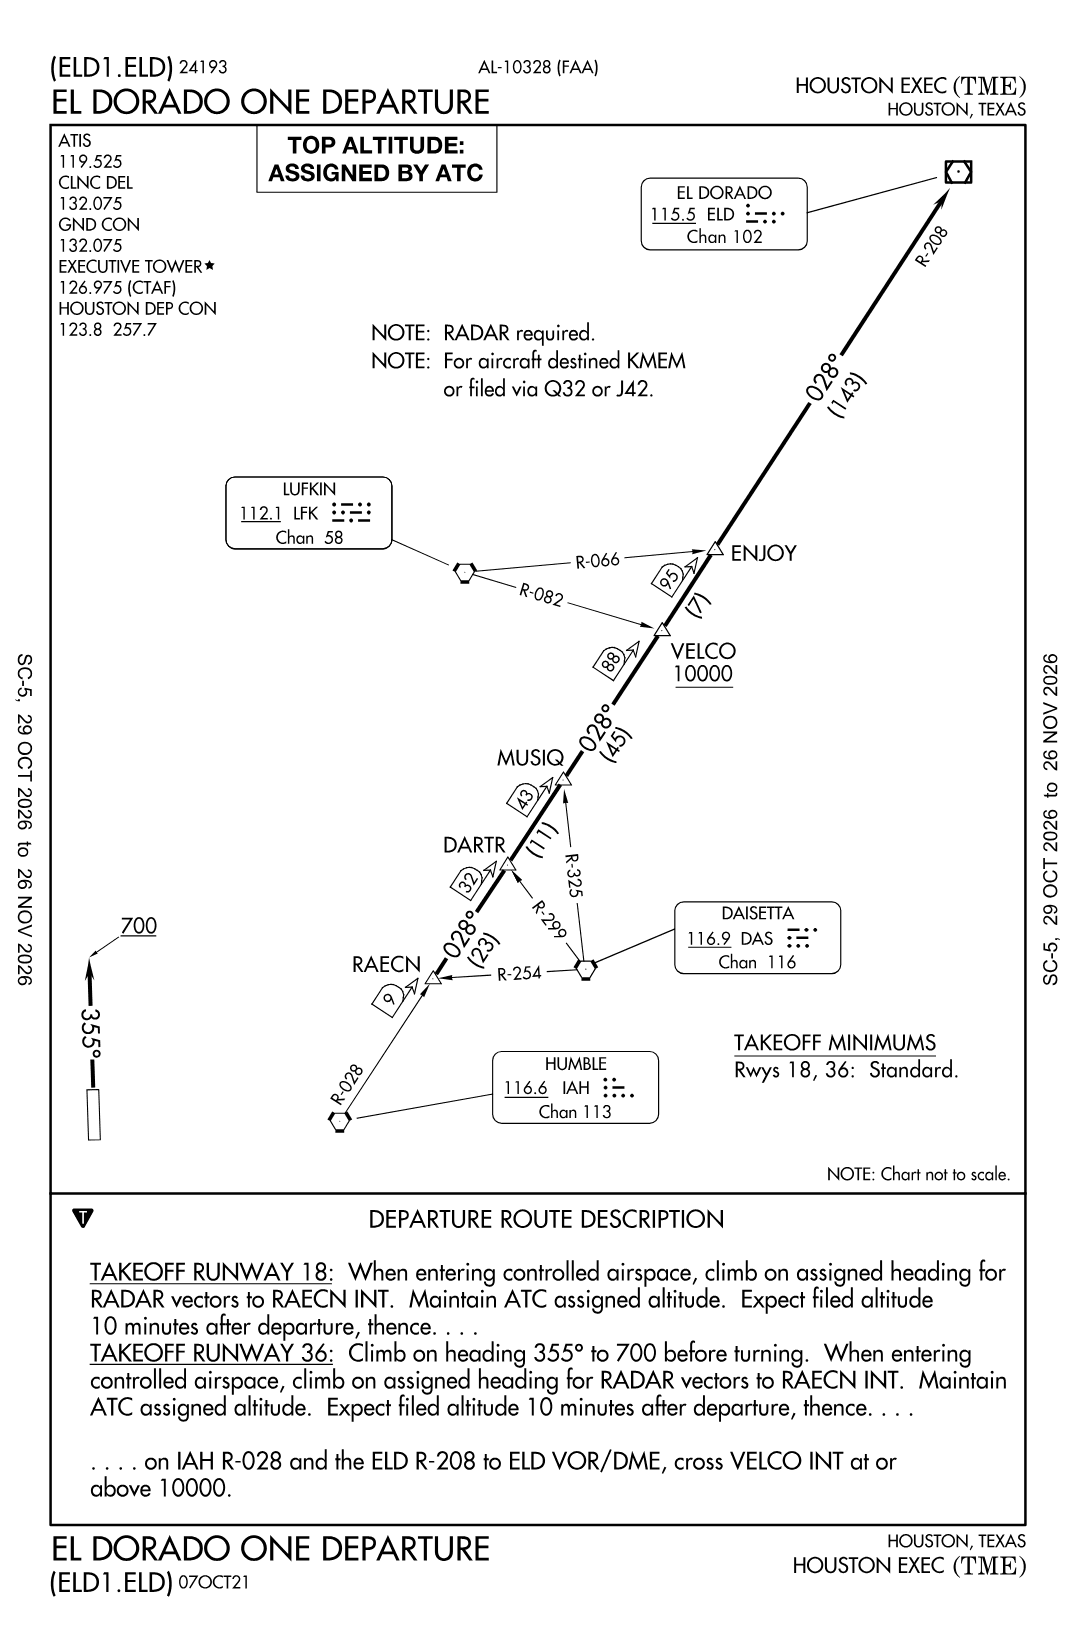 (ELD1.ELD) 24193
AL-10328 (FAA)
EL DORADO ONE DEPARTURE
HOUSTON EXEC (TME)
HOUSTON, TEXAS
ATIS
119.525
CLNC DEL
132.075
GND CON
132.075
EXECUTIVE TOWER★
126.975 (CTAF)
HOUSTON DEP CON
123.8 257.7
TOP ALTITUDE:
ASSIGNED BY ATC
EL DORADO
115.5 ELD
Chan 102
R-208
NOTE: RADAR required.
NOTE: For aircraft destined KMEM
or filed via Q32 or J42.
028°
(143)
LUFKIN
112.1 LFK
Chan 58
R-066
R-082
ENJOY
95
(7)
VELCO
10000
88
028°
(45)
MUSIQ
43
(11)
DARTR
32
R-325
R-299
028°
(23)
DAISETTA
116.9 DAS
Chan 116
RAECN
R-254
9
700
355°
R-028
HUMBLE
116.6 IAH
Chan 113
TAKEOFF MINIMUMS
Rwys 18, 36: Standard.
NOTE: Chart not to scale.
SC-5, 29 OCT 2026 to 26 NOV 2026
SC-5, 29 OCT 2026 to 26 NOV 2026
T
DEPARTURE ROUTE DESCRIPTION
TAKEOFF RUNWAY 18: When entering controlled airspace, climb on assigned heading for
RADAR vectors to RAECN INT. Maintain ATC assigned altitude. Expect filed altitude
10 minutes after departure, thence. . . .
TAKEOFF RUNWAY 36: Climb on heading 355° to 700 before turning. When entering
controlled airspace, climb on assigned heading for RADAR vectors to RAECN INT. Maintain
ATC assigned altitude. Expect filed altitude 10 minutes after departure, thence. . . .
. . . . on IAH R-028 and the ELD R-208 to ELD VOR/DME, cross VELCO INT at or
above 10000.
EL DORADO ONE DEPARTURE
(ELD1.ELD) 07OCT21
HOUSTON, TEXAS
HOUSTON EXEC (TME)